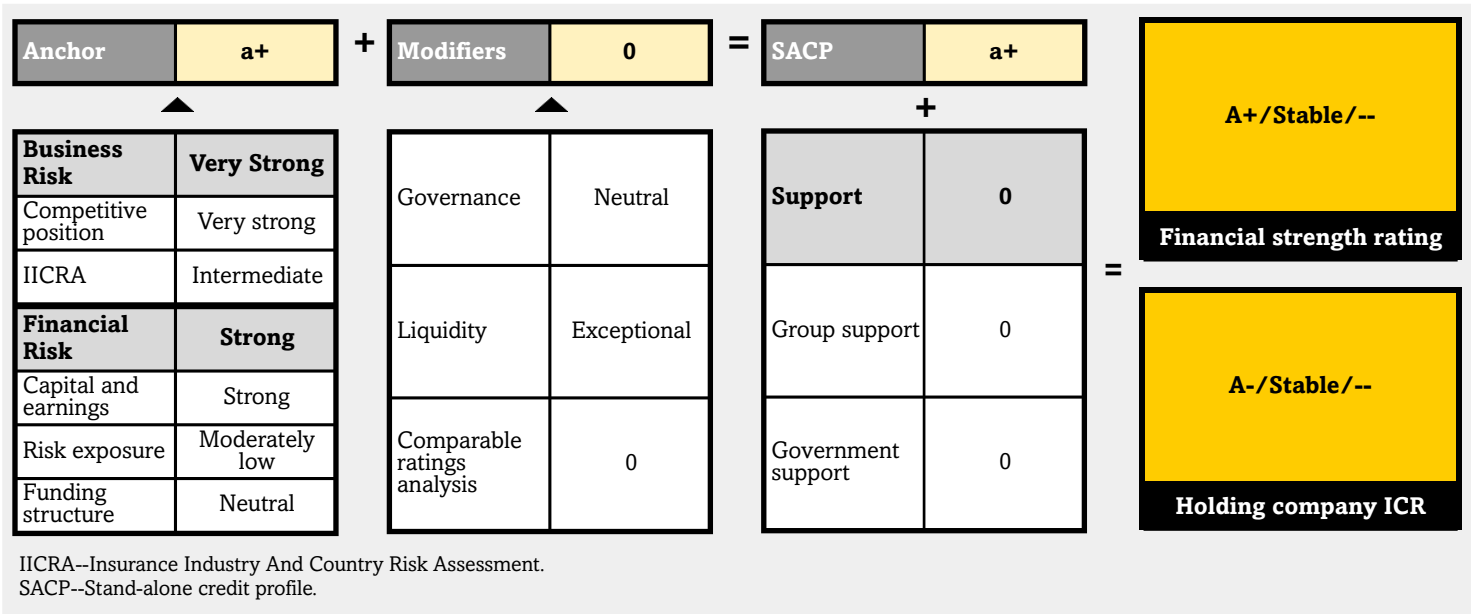 Anchor a+ + Modifiers 0 = SACP a+
Business
Risk
Very Strong
Competitive
position
Very strong
IICRA Intermediate
Financial
Risk
Strong
Capital and
earnings
Strong
Risk exposure
Moderately
low
Funding
structure
Neutral
Governance Neutral
Liquidity Exceptional
Comparable
ratings
analysis
0
+
Support 0
Group support 0
Government
support
0
=
A+/Stable/--
Financial strength rating
A-/Stable/--
Holding company ICR
IICRA--Insurance Industry And Country Risk Assessment.
SACP--Stand-alone credit profile.